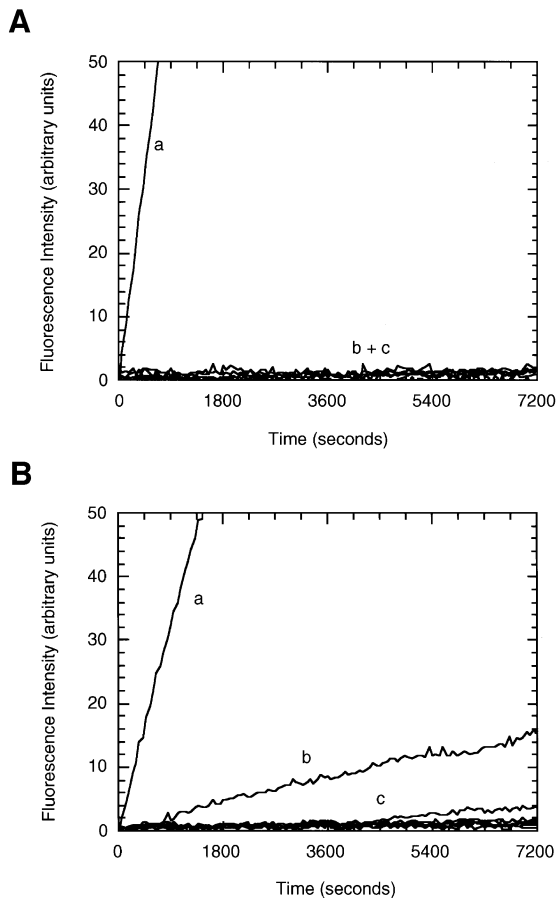 A
Fluorescence Intensity (arbitrary units)
50
40
30
20
10
0
a
b + c
0 1800 3600 5400 7200
Time (seconds)
B
Fluorescence Intensity (arbitrary units)
50
40
30
20
10
0
a
b
c
0 1800 3600 5400 7200
Time (seconds)